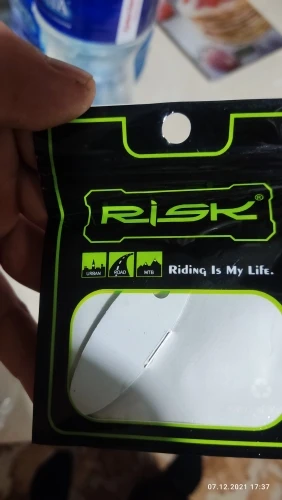 RiSK®
URBAN
ROAD
MTB
Riding Is My Life.
07.12.2021 17:37